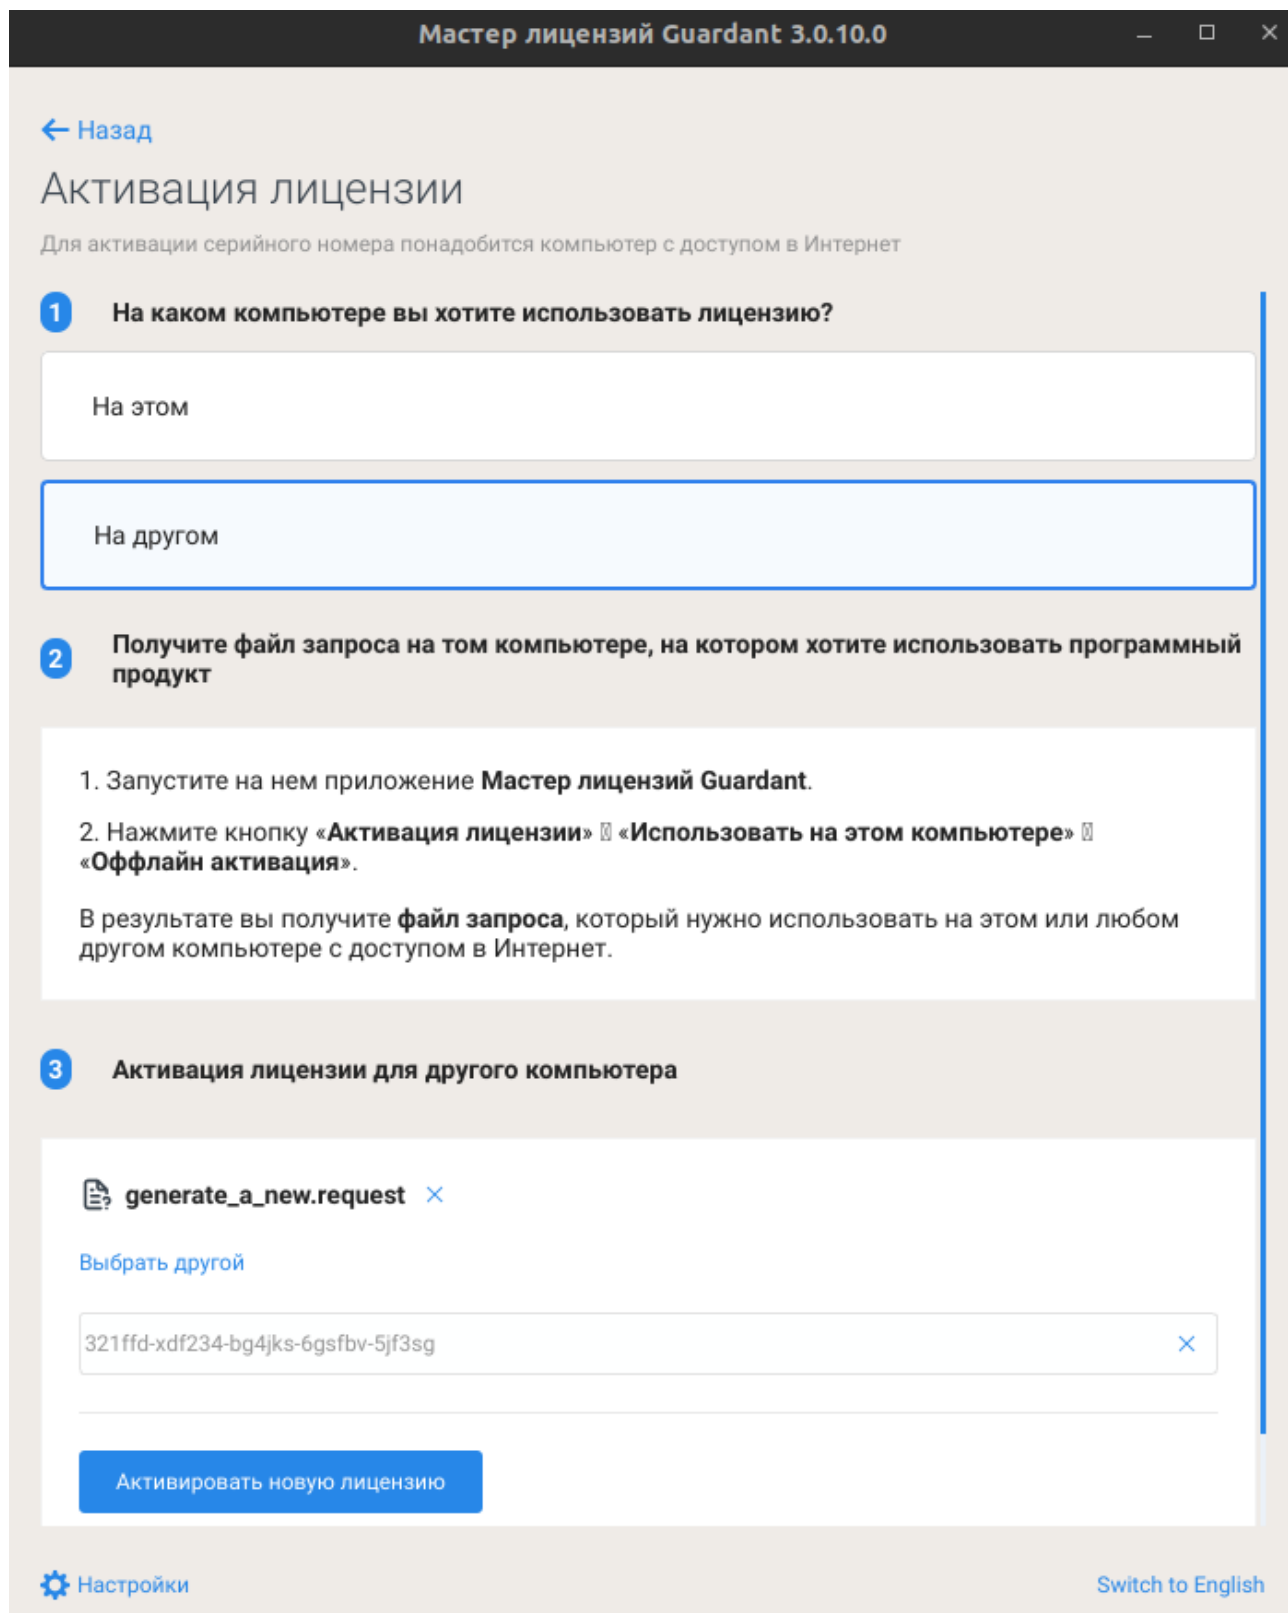 Мастер лицензий Guardant 3.0.10.0
Назад
Активация лицензии
Для активации серийного номера понадобится компьютер с доступом в Интернет
1 На каком компьютере вы хотите использовать лицензию?
На этом
На другом
2 Получите файл запроса на том компьютере, на котором хотите использовать программный
продукт
1. Запустите на нем приложение Мастер лицензий Guardant.
2. Нажмите кнопку «Активация лицензии» «Использовать на этом компьютере»
«Оффлайн активация».
В результате вы получите файл запроса, который нужно использовать на этом или любом
другом компьютере с доступом в Интернет.
3 Активация лицензии для другого компьютера
generate_a_new.request
Выбрать другой
321ffd-xdf234-bg4jks-6gsfbv-5jf3sg
Активировать новую лицензию
Настройки
Switch to English